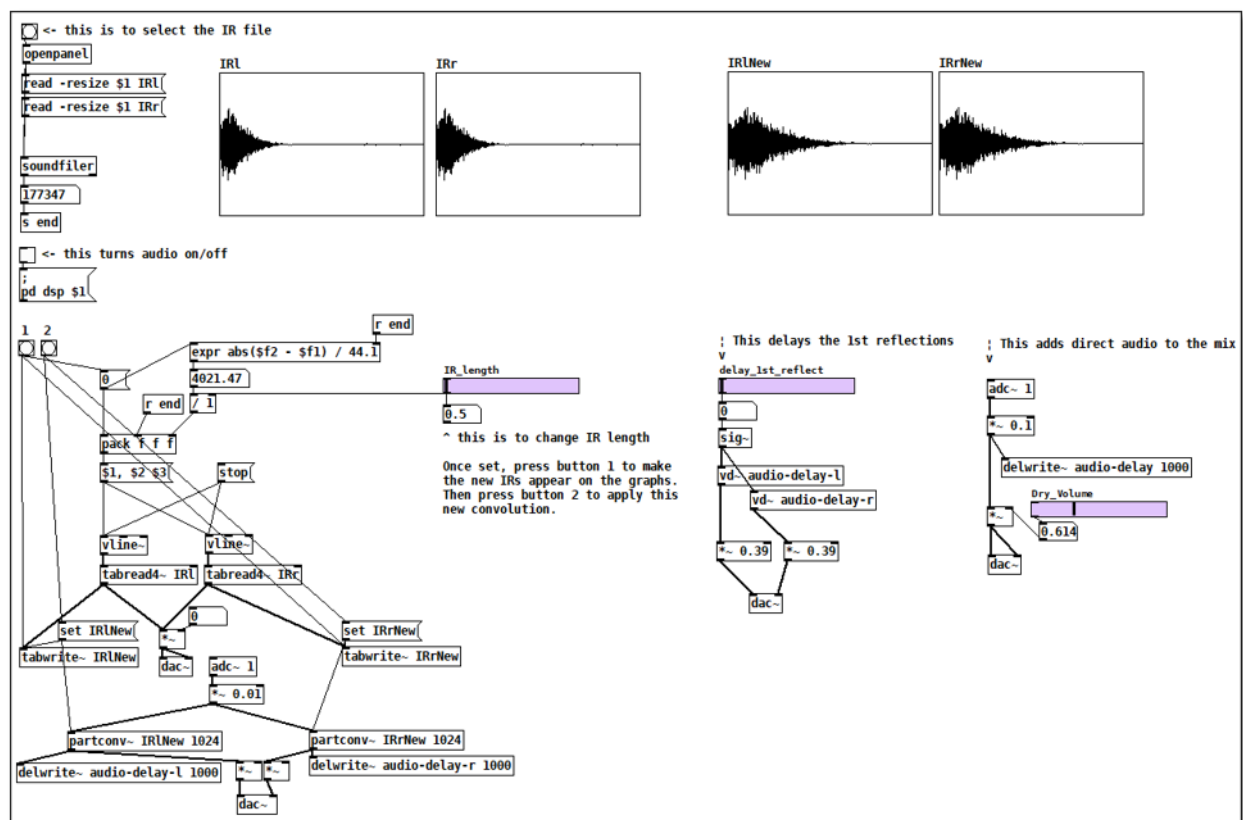 <- this is to select the IR file
openpanel
read -resize $1 IRl
read -resize $1 IRr
soundfiler
177347
s end
IRl
IRr
IRlNew
IRrNew
<- this turns audio on/off
;
pd dsp $1
1 2
r end
expr abs($f2 - $f1) / 44.1
0
4021.47
r end
/ 1
pack f f f
$1, $2 $3
stop
vline~
vline~
tabread4~ IRl
tabread4~ IRr
0
set IRlNew
*~
set IRrNew
tabwrite~ IRlNew
dac~
tabwrite~ IRrNew
adc~ 1
*~ 0.01
partconv~ IRlNew 1024
partconv~ IRrNew 1024
delwrite~ audio-delay-l 1000
*~
*~
delwrite~ audio-delay-r 1000
dac~
IR_length
0.5
^ this is to change IR length
Once set, press button 1 to make
the new IRs appear on the graphs.
Then press button 2 to apply this
new convolution.
¦ This delays the 1st reflections
v
delay_1st_reflect
0
sig~
vd~ audio-delay-l
vd~ audio-delay-r
*~ 0.39
*~ 0.39
dac~
¦ This adds direct audio to the mix
v
adc~ 1
*~ 0.1
delwrite~ audio-delay 1000
Dry_Volume
*~
0.614
dac~